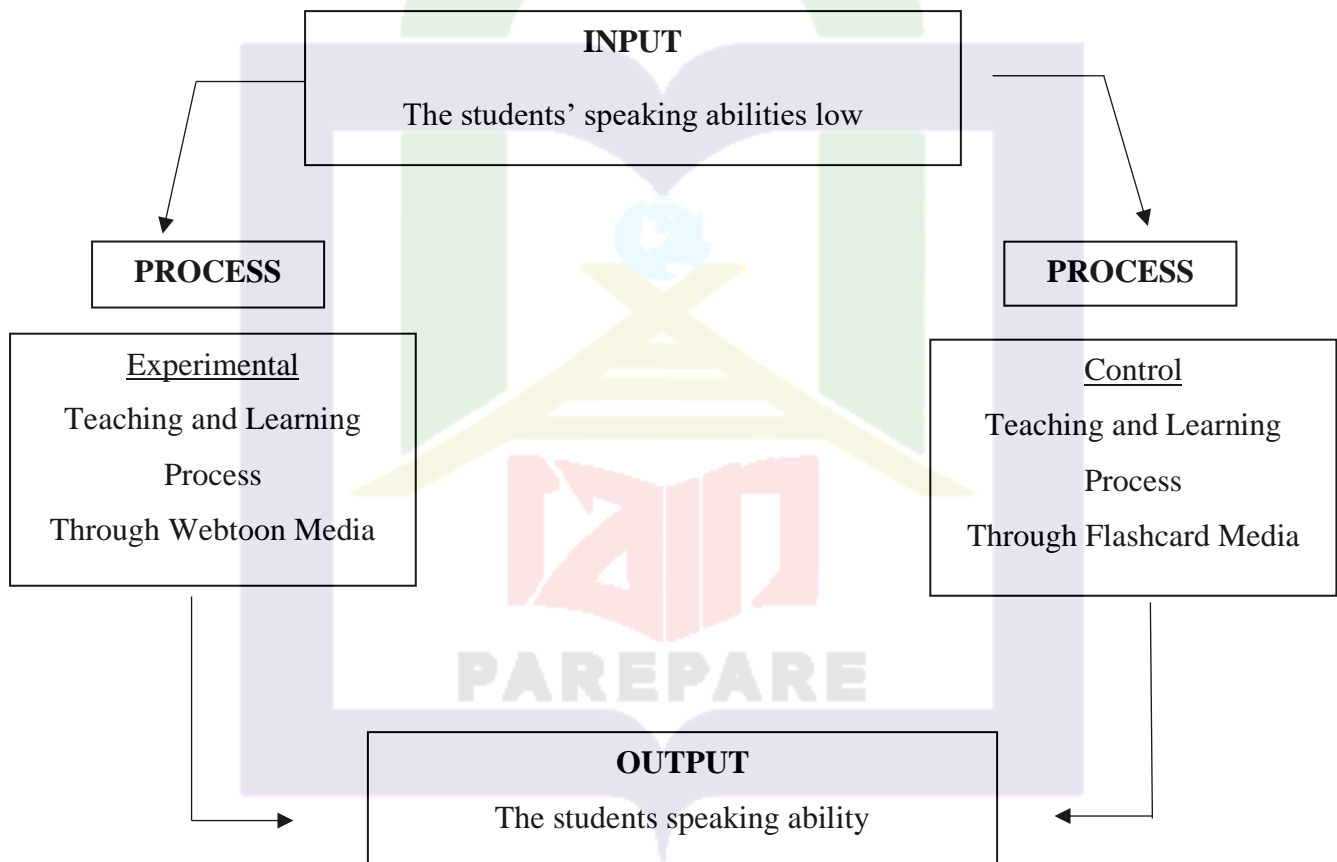 INPUT
The students’ speaking abilities low
PROCESS
Experimental
Teaching and Learning
Process
Through Webtoon Media
PROCESS
Control
Teaching and Learning
Process
Through Flashcard Media
iain
PAREPARE
OUTPUT
The students speaking ability